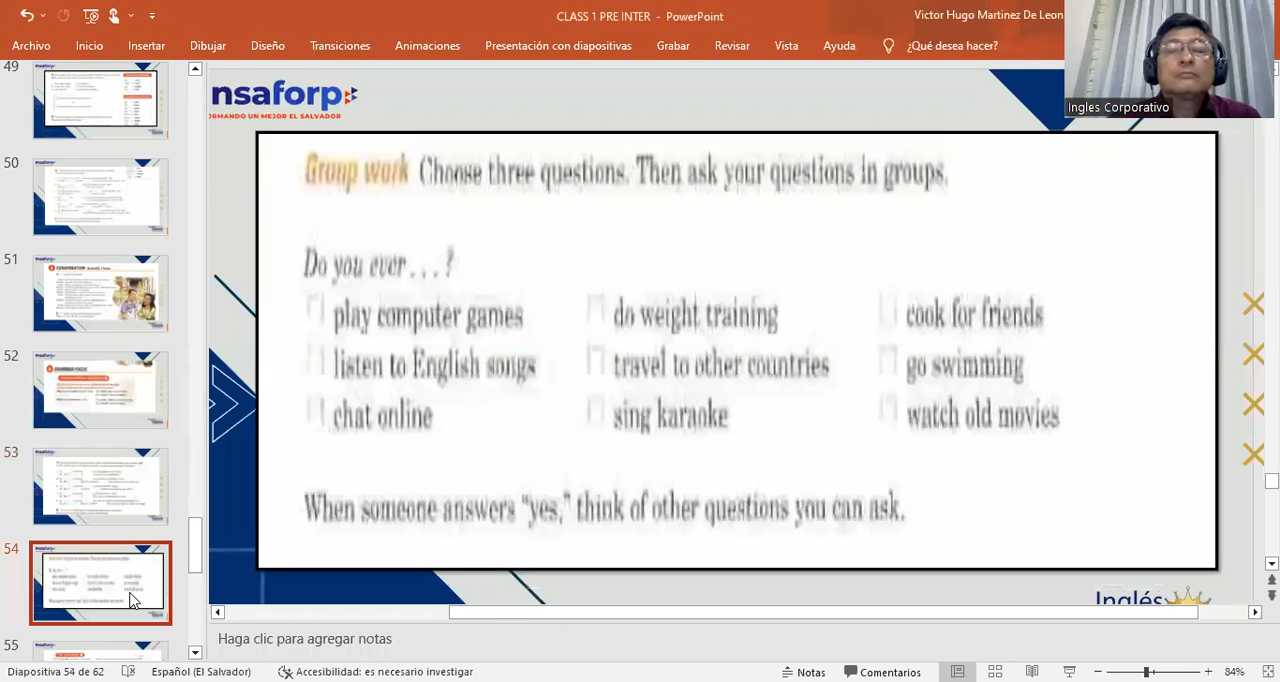 CLASS 1 PRE INTER - PowerPoint
Victor Hugo Martinez De Leon
Archivo Inicio Insertar Dibujar Diseño Transiciones Animaciones Presentación con diapositivas Grabar Revisar Vista Ayuda ¿Qué desea hacer?
Ingles Corporativo
49
50
51
52
53
54
55
nsaforp
ORMANDO UN MEJOR EL SALVADOR
Group work Choose three questions. Then ask your questions in groups.
Do you ever . . . ?
play computer games do weight training cook for friends
listen to English songs travel to other countries go swimming
chat online sing karaoke watch old movies
When someone answers “yes,” think of other questions you can ask.
Inglés
Haga clic para agregar notas
Diapositiva 54 de 62 Español (El Salvador) Accesibilidad: es necesario investigar Notas Comentarios 84%